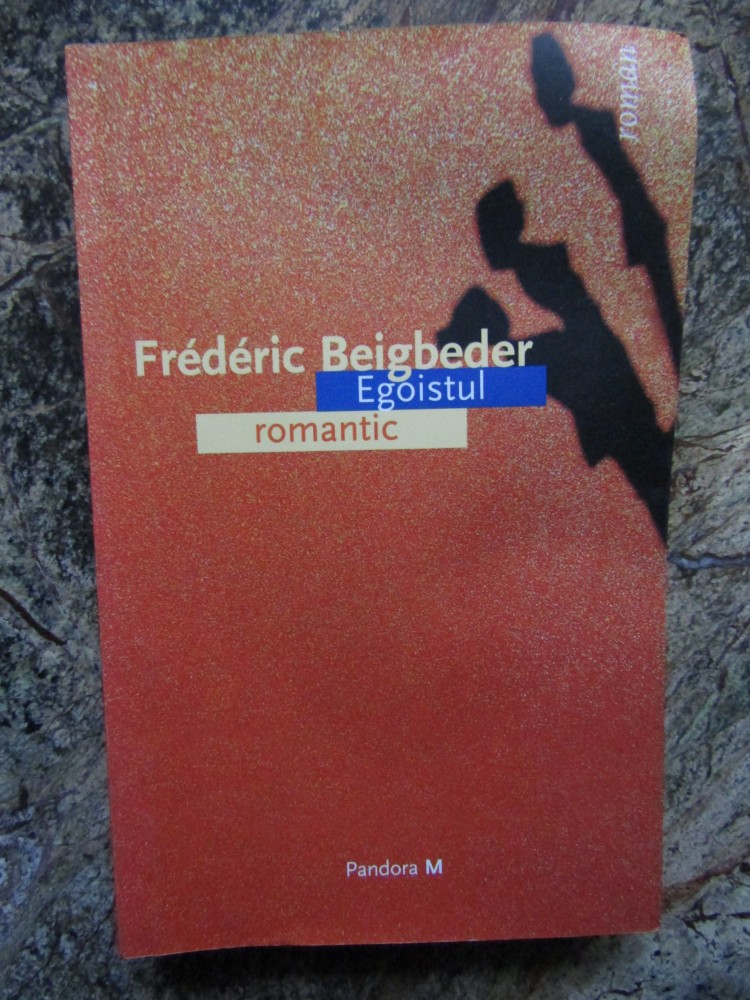 roman
Frédéric Beigbeder
Egoistul
romantic
Pandora M